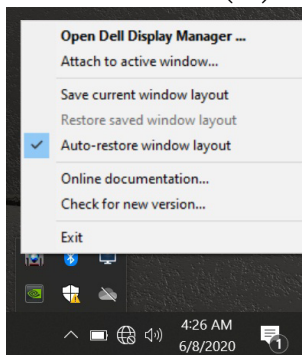 Open Dell Display Manager ...
Attach to active window...
Save current window layout
Restore saved window layout
Auto-restore window layout
Online documentation...
Check for new version...
Exit
4:26 AM
6/8/2020
1